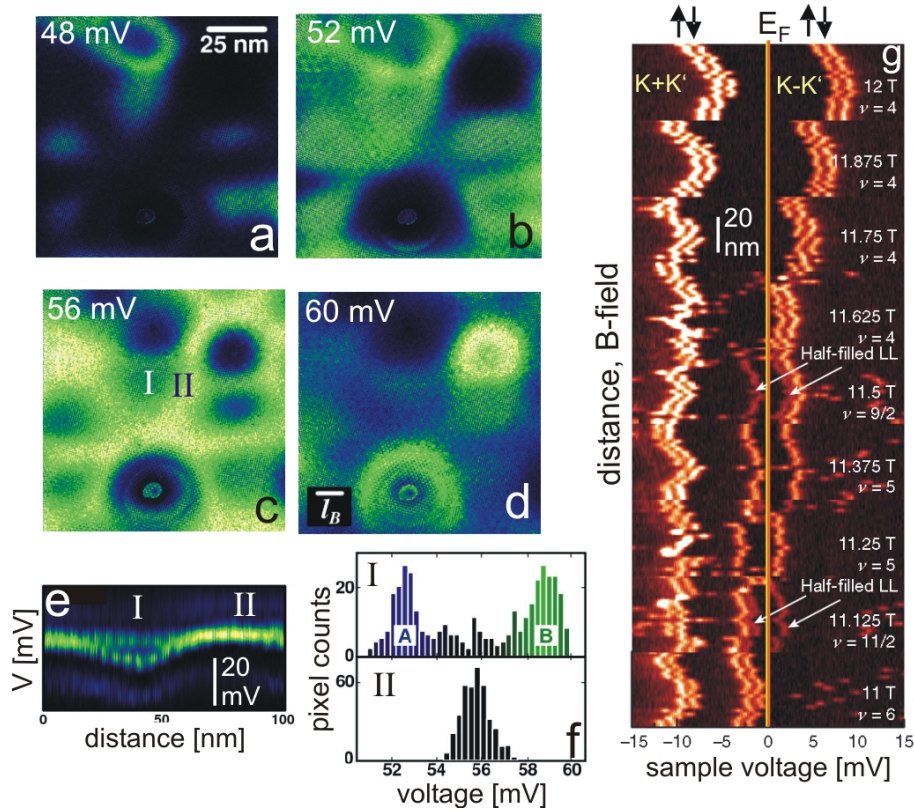 48 mV
25 nm
a
52 mV
b
56 mV
I
II
c
60 mV
l_B
d
e
I
II
V [mV]
20
mV
0
50
100
distance [nm]
pixel counts
I
20
0
A
B
II
60
0
f
52
54
56
58
60
voltage [mV]
E_F
g
K+K‘
K-K‘
12 T
ν = 4
11.875 T
ν = 4
20
nm
11.75 T
ν = 4
11.625 T
ν = 4
Half-filled LL
11.5 T
ν = 9/2
11.375 T
ν = 5
11.25 T
ν = 5
Half-filled LL
11.125 T
ν = 11/2
11 T
ν = 6
distance, B-field
−15
−10
−5
0
5
10
15
sample voltage [mV]